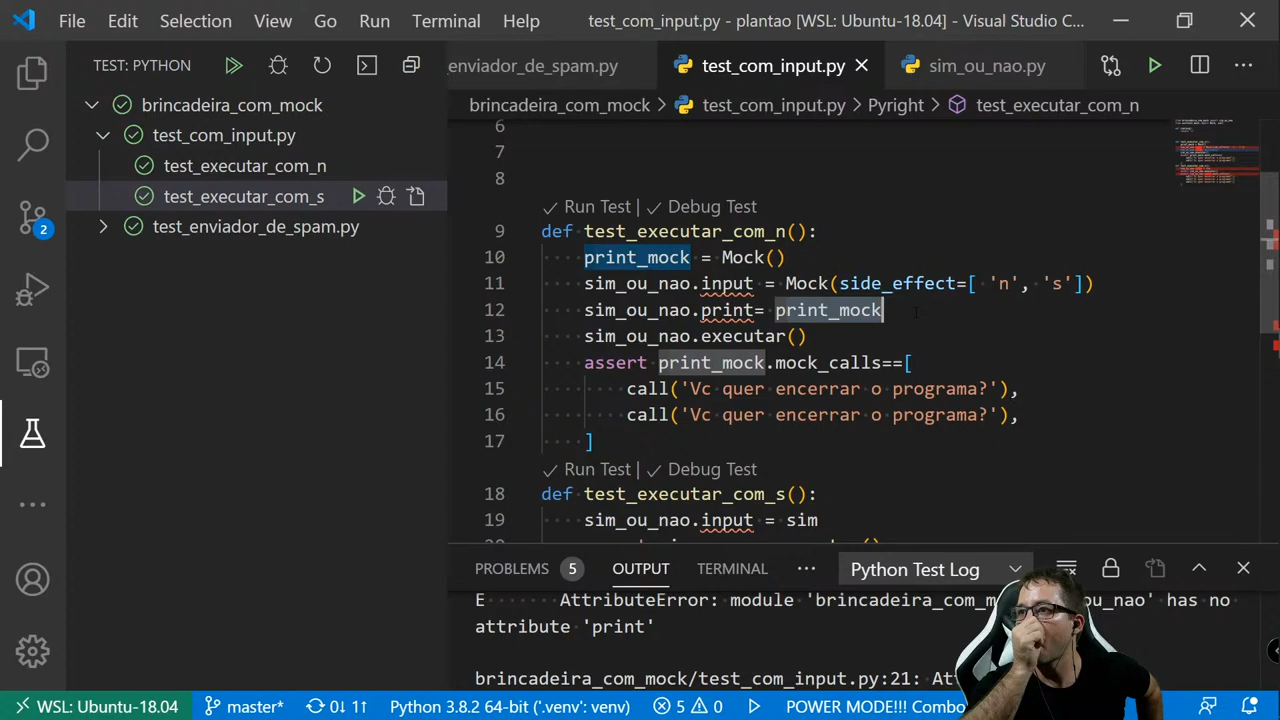 File Edit Selection View Go Run Terminal Help test_com_input.py - plantao [WSL: Ubuntu-18.04] - Visual Studio C...
TEST: PYTHON
_enviador_de_spam.py test_com_input.py sim_ou_nao.py
brincadeira_com_mock
test_com_input.py
test_executar_com_n
test_executar_com_s
test_enviador_de_spam.py
2
brincadeira_com_mock > test_com_input.py > Pyright > test_executar_com_n
6
7
8
Run Test | Debug Test
9 def test_executar_com_n():
10 print_mock = Mock()
11 sim_ou_nao.input = Mock(side_effect=[ 'n', 's'])
12 sim_ou_nao.print= print_mock
13 sim_ou_nao.executar()
14 assert print_mock.mock_calls==[
15 call('Vc quer encerrar o programa?'),
16 call('Vc quer encerrar o programa?'),
17 ]
Run Test | Debug Test
18 def test_executar_com_s():
19 sim_ou_nao.input = sim
PROBLEMS 5 OUTPUT TERMINAL ... Python Test Log
E AttributeError: module 'brincadeira_com_m ou_nao' has no
attribute 'print'
brincadeira_com_mock/test_com_input.py:21:
WSL: Ubuntu-18.04 master* 0↓ 1↑ Python 3.8.2 64-bit ('.venv': venv) 5 0 POWER MODE!!! Combo